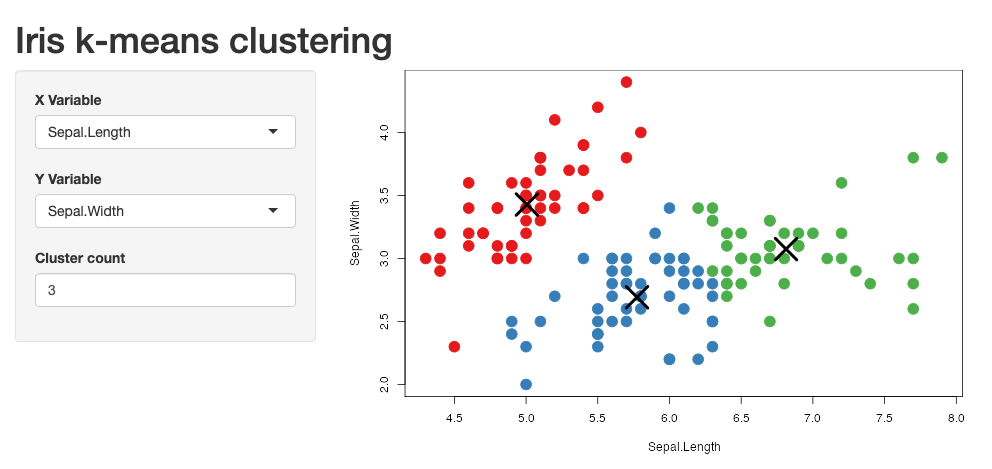 Iris k-means clustering
X Variable
Sepal.Length
Y Variable
Sepal.Width
Cluster count
3
Sepal.Width
4.0
3.5
3.0
2.5
2.0
4.5 5.0 5.5 6.0 6.5 7.0 7.5 8.0
Sepal.Length